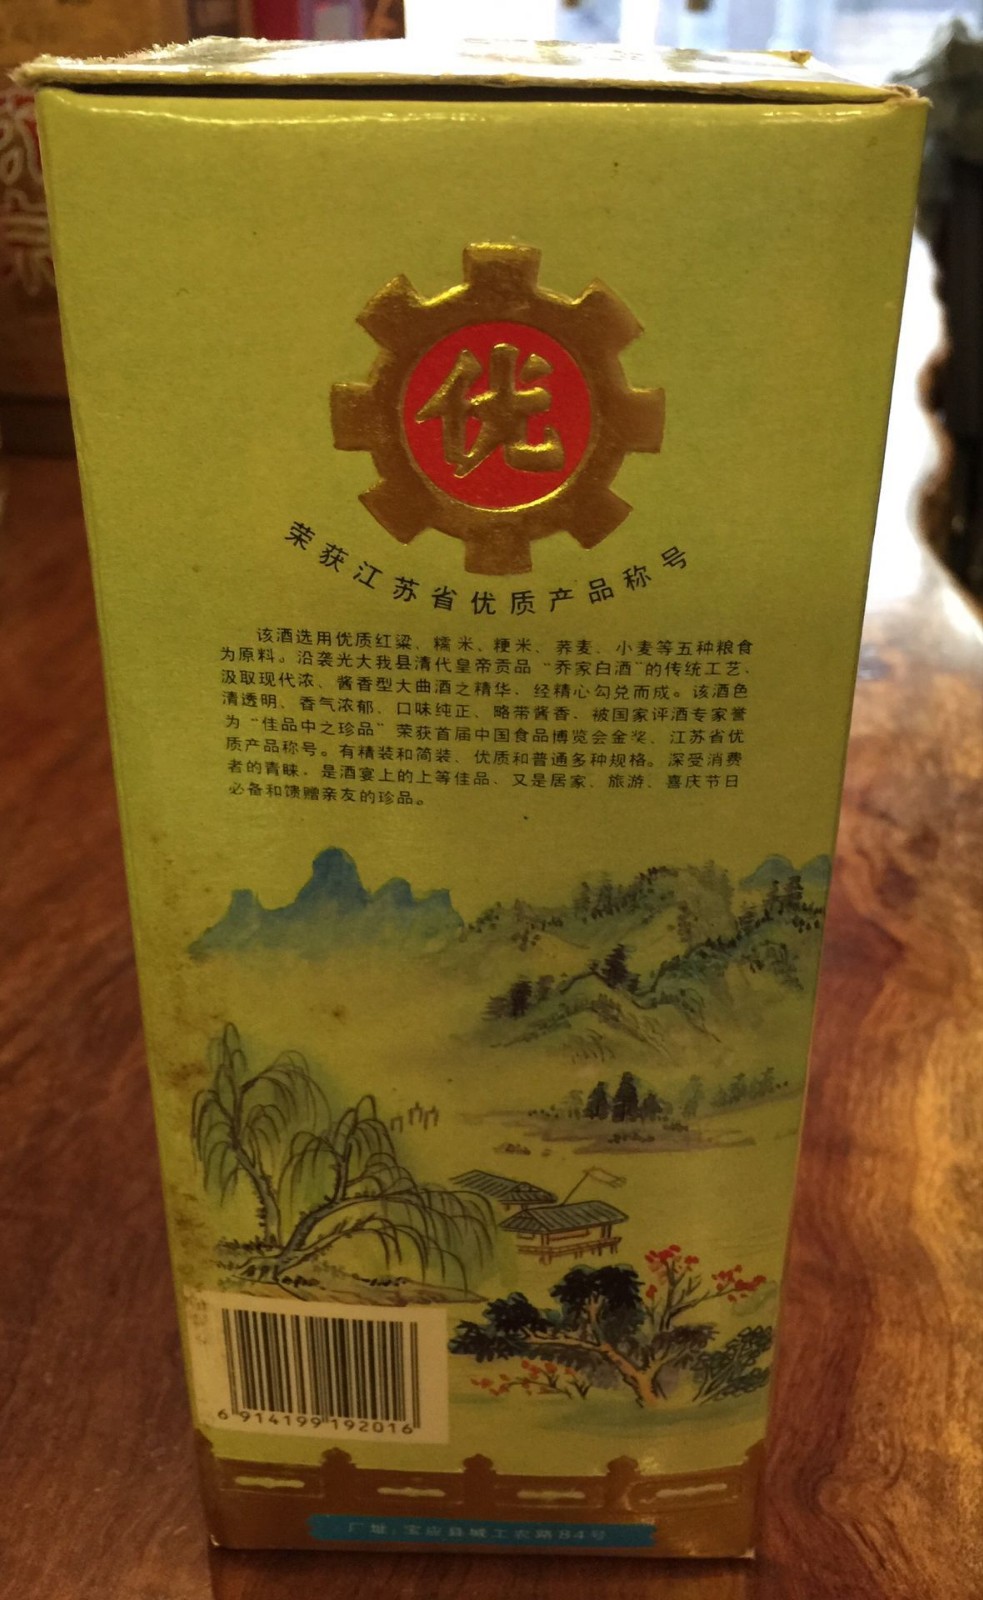 优
荣获江苏省优质产品称号
该酒选用优质红粱、糯米、粳米、荞麦、小麦等五种粮食
为原料。沿袭光大我县清代皇帝贡品“乔家白酒”的传统工艺、
汲取现代浓、酱香型大曲酒之精华、经精心勾兑而成。该酒色
清透明、香气浓郁、口味纯正、略带酱香、被国家评酒专家誉
为“佳品中之珍品”荣获首届中国食品博览会金奖、江苏省优
质产品称号。有精装和简装、优质和普通多种规格。深受消费
者的青睐，是酒宴上的上等佳品、又是居家、旅游、喜庆节日
必备和馈赠亲友的珍品。
6 914199 192016
厂址：宝应县城工农路84号